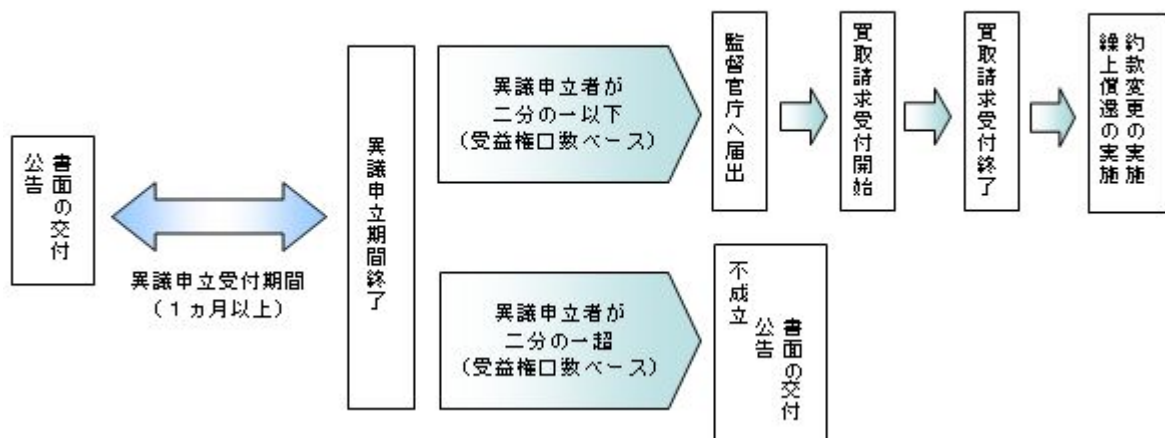 書面の交付
公告
異議申立受付期間
（１ヵ月以上）
異議申立期間終了
異議申立者が
二分の一以下
（受益権口数ベース）
監督官庁へ届出
買取請求受付開始
買取請求受付終了
約款変更の実施
繰上償還の実施
異議申立者が
二分の一超
（受益権口数ベース）
不成立
書面の交付
公告